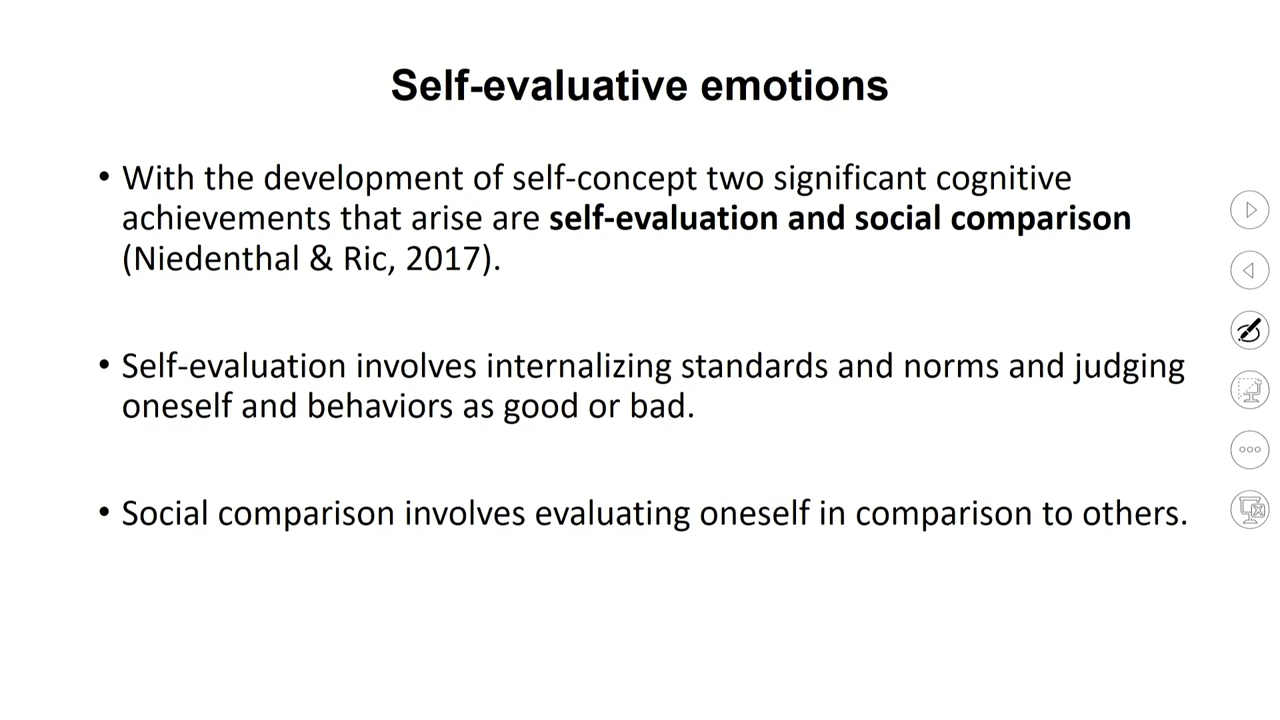 Self-evaluative emotions
• With the development of self-concept two significant cognitive
achievements that arise are self-evaluation and social comparison
(Niedenthal & Ric, 2017).
• Self-evaluation involves internalizing standards and norms and judging
oneself and behaviors as good or bad.
• Social comparison involves evaluating oneself in comparison to others.